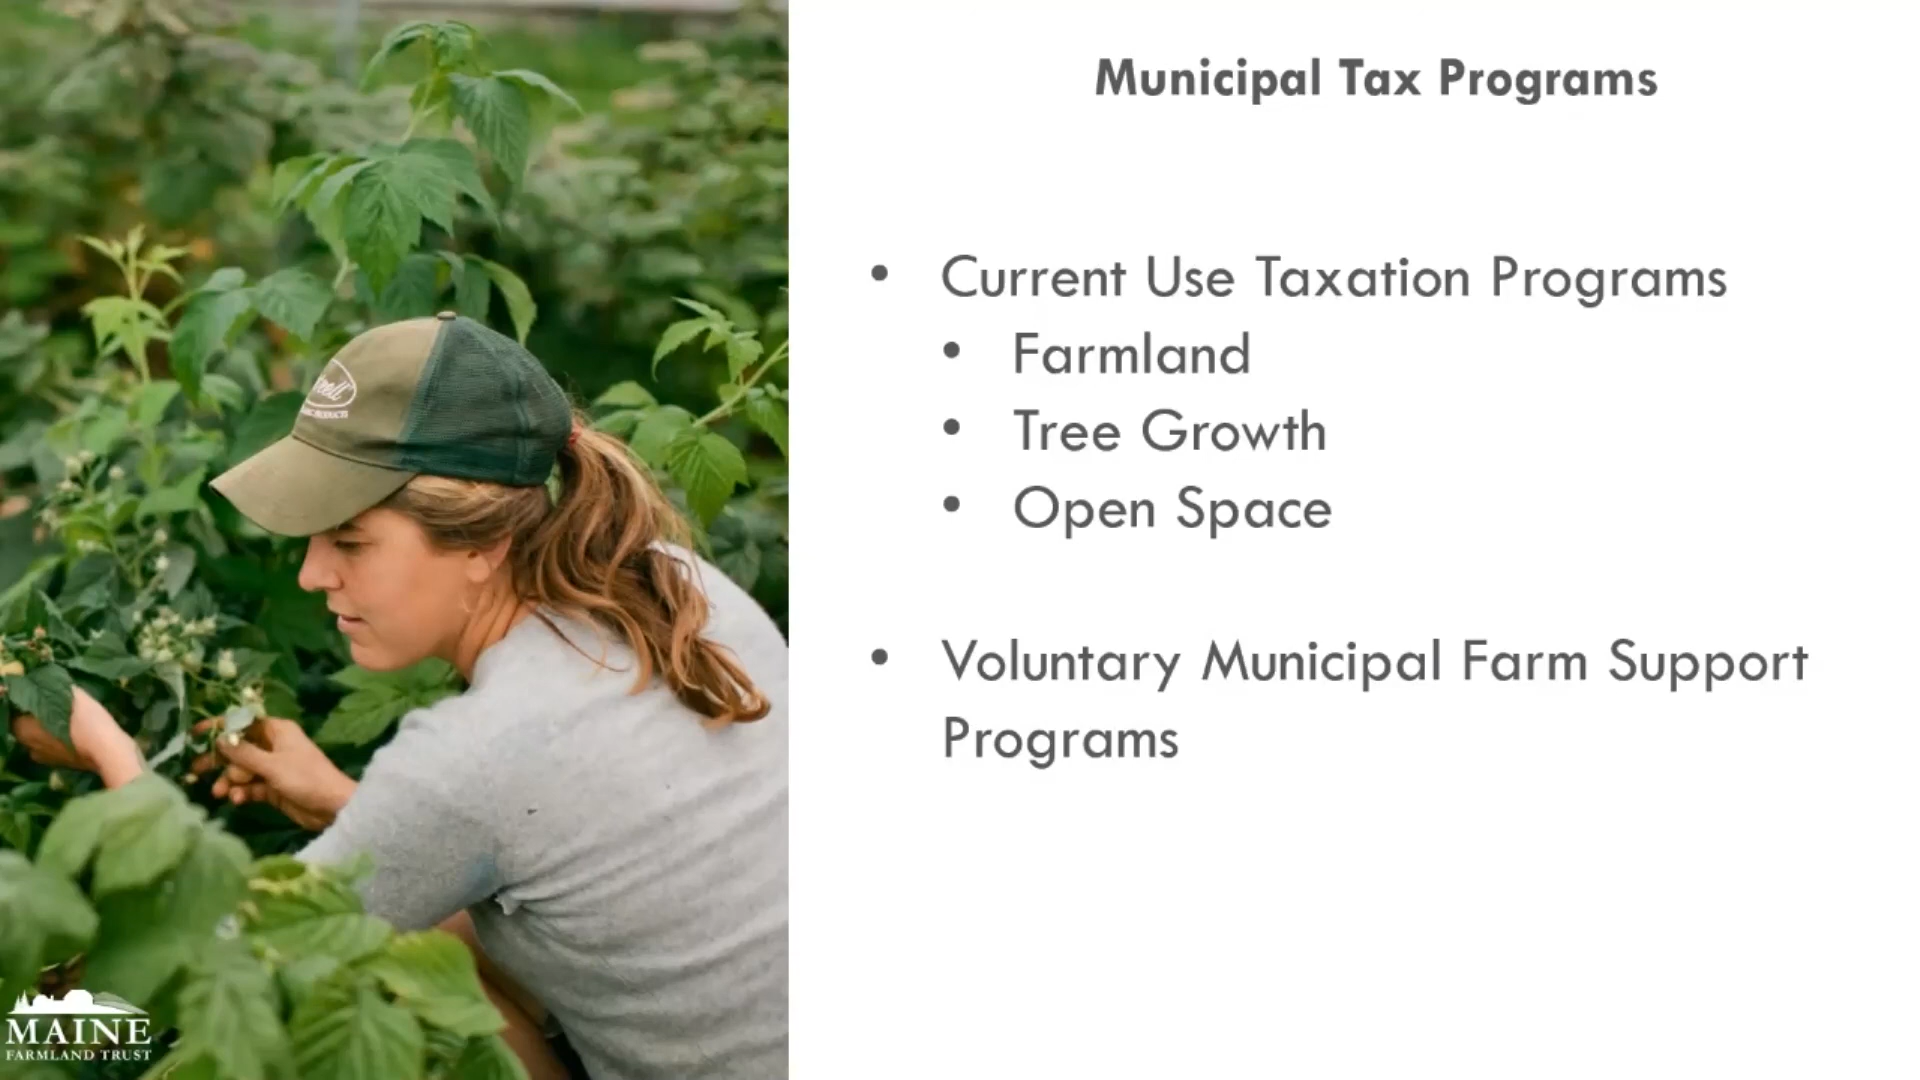 Municipal Tax Programs
• Current Use Taxation Programs
• Farmland
• Tree Growth
• Open Space
• Voluntary Municipal Farm Support
Programs
MAINE
FARMLAND TRUST